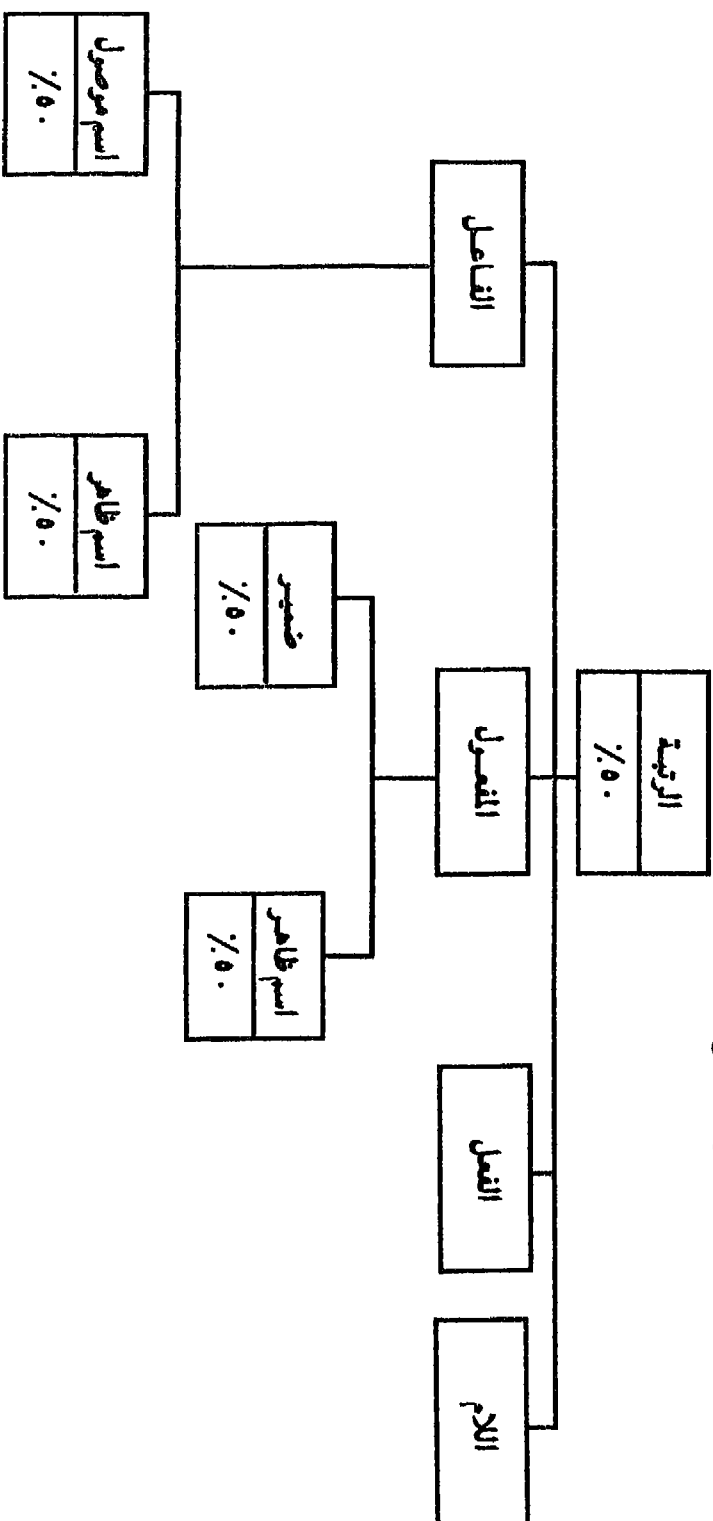 الرتبة
٥٠٪
اللام
الفعل
المفعول
الفاعل
اسم ظاهر
٥٠٪
ضمير
٥٠٪
اسم ظاهر
٥٠٪
اسم موصول
٥٠٪